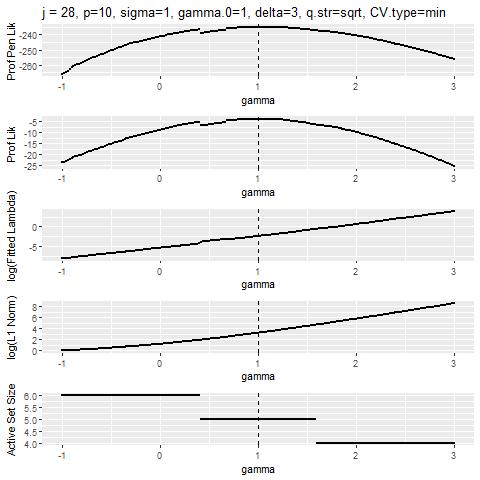 j = 28, p=10, sigma=1, gamma.0=1, delta=3, q.str=sqrt, CV.type=min
Prof Pen Lik
-240
-250
-260
-1 0 1 2 3
gamma
Prof Lik
-5
-10
-15
-20
-25
-1 0 1 2 3
gamma
log(Fitted Lambda)
0
-5
-1 0 1 2 3
gamma
log(L1 Norm)
8
6
4
2
0
-1 0 1 2 3
gamma
Active Set Size
6.0
5.5
5.0
4.5
4.0
-1 0 1 2 3
gamma